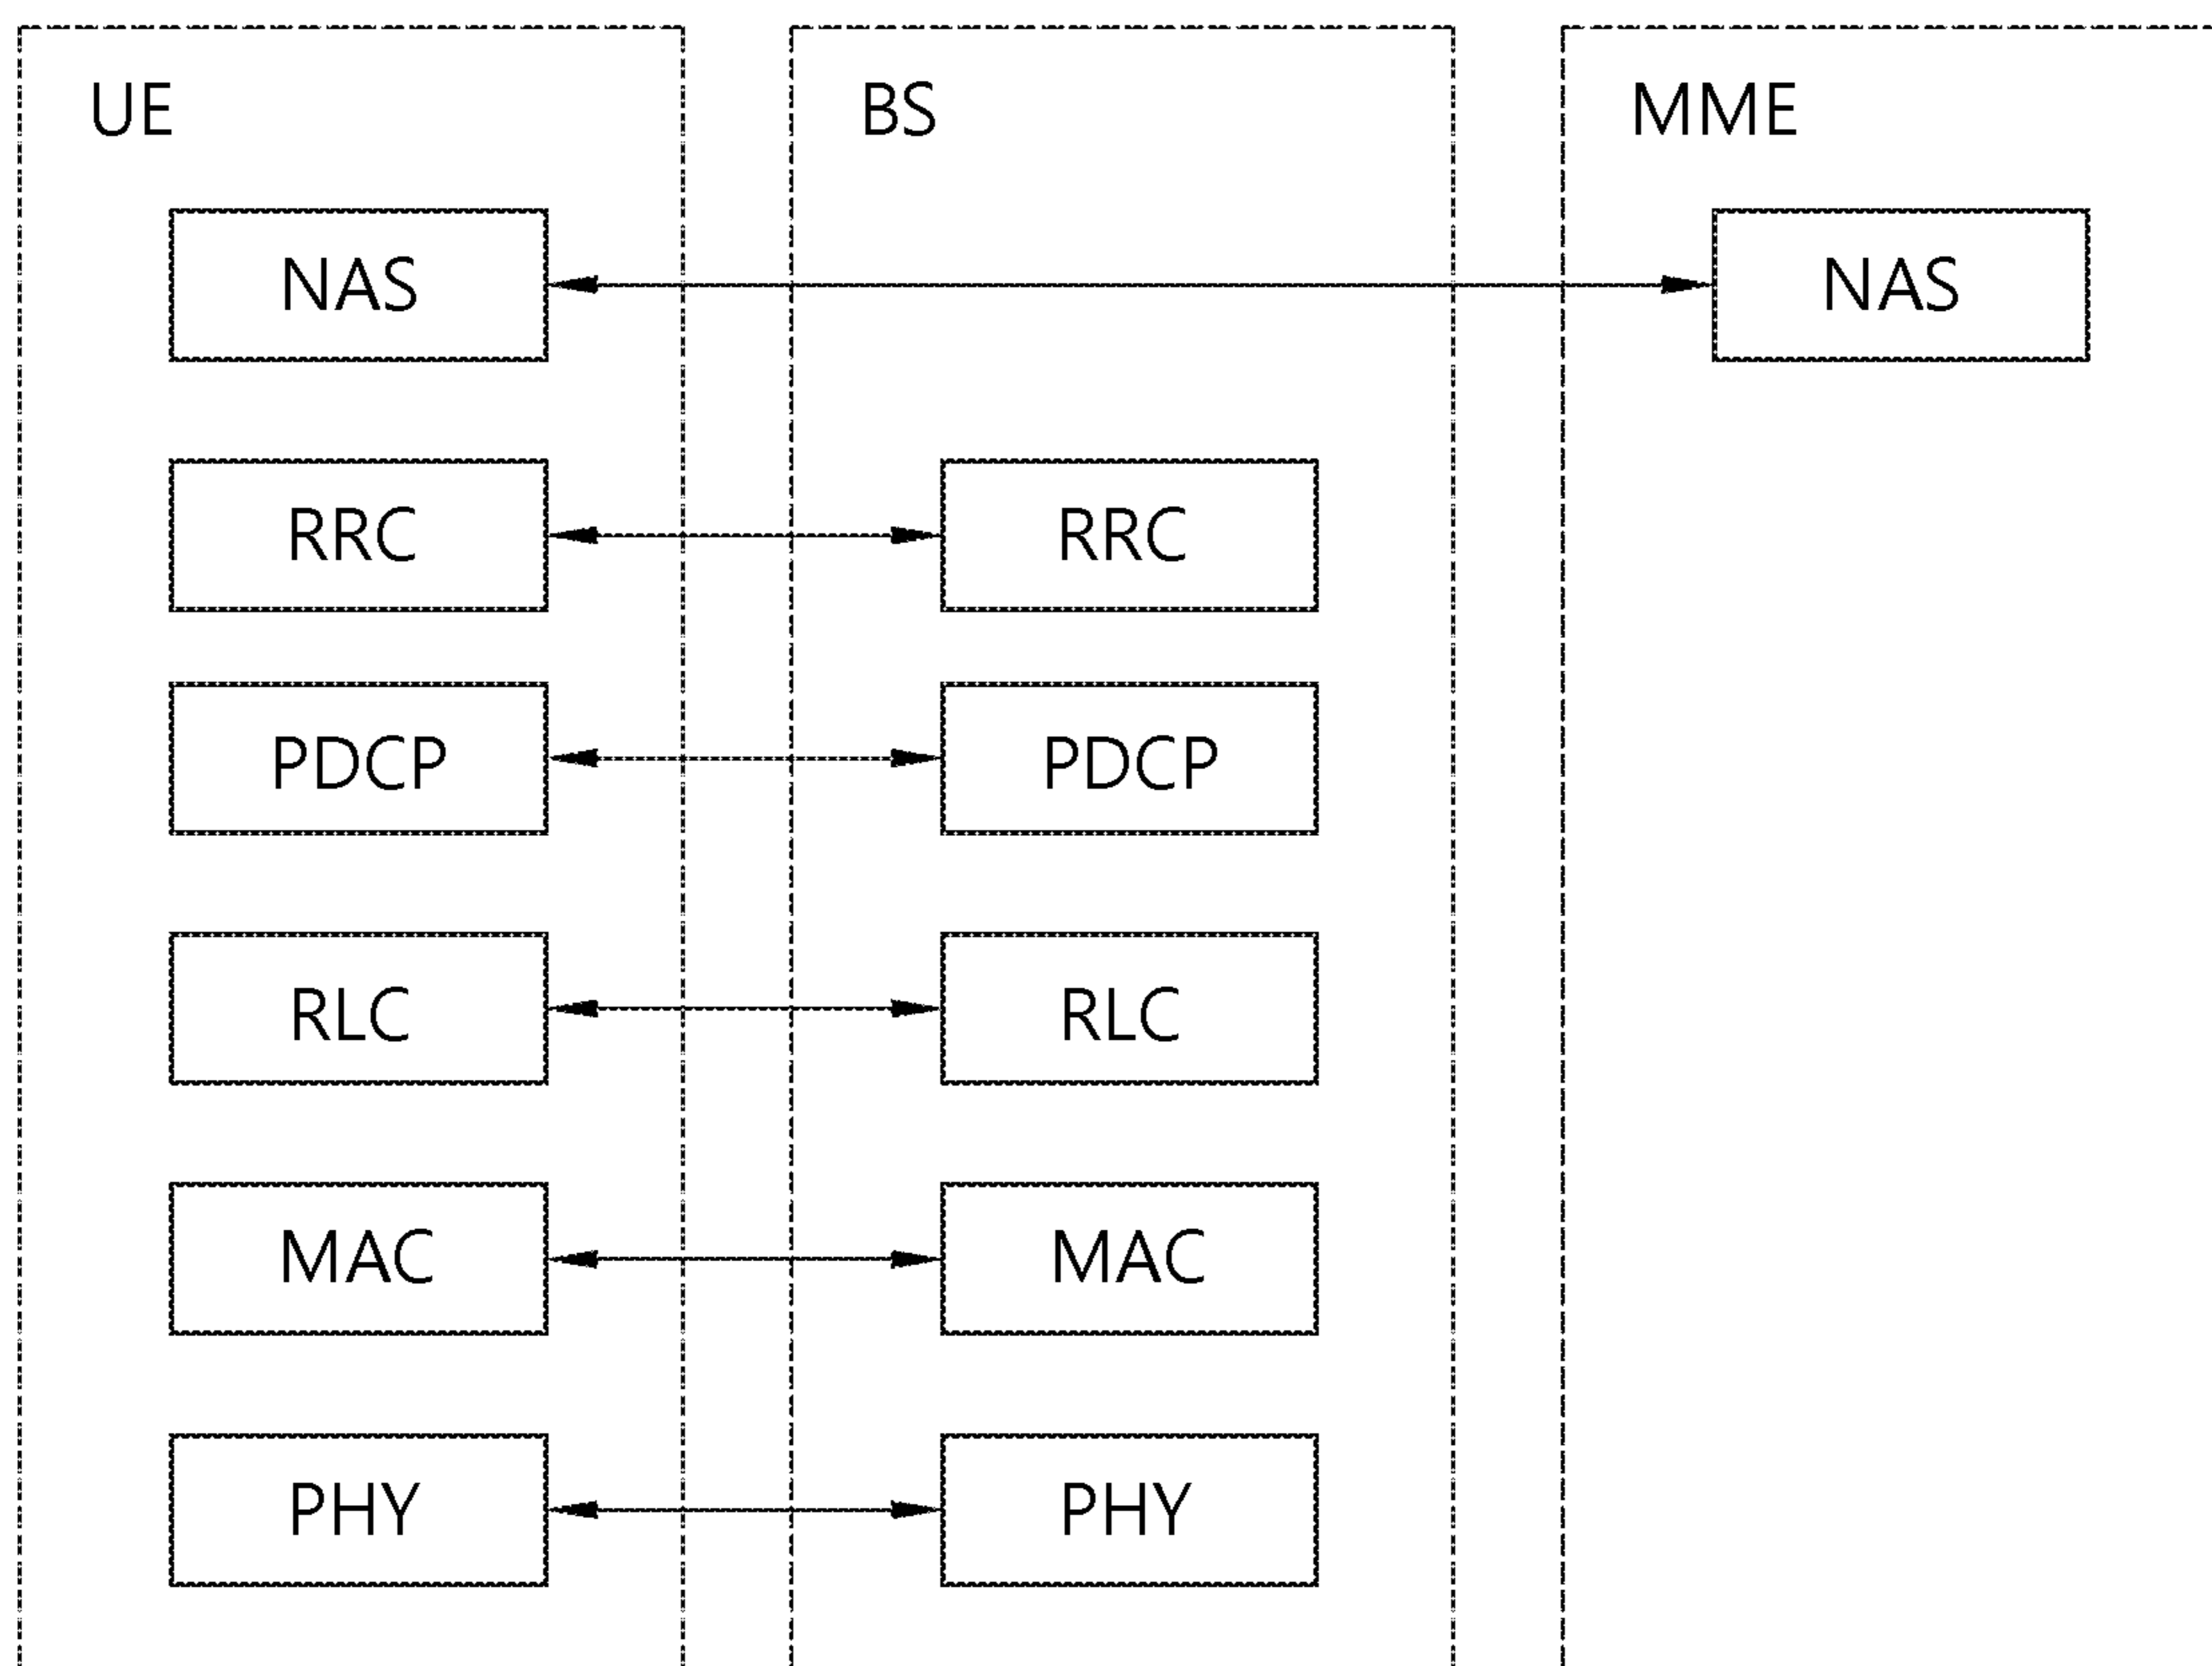 UE
BS
MME
NAS
NAS
RRC
RRC
PDCP
PDCP
RLC
RLC
MAC
MAC
PHY
PHY